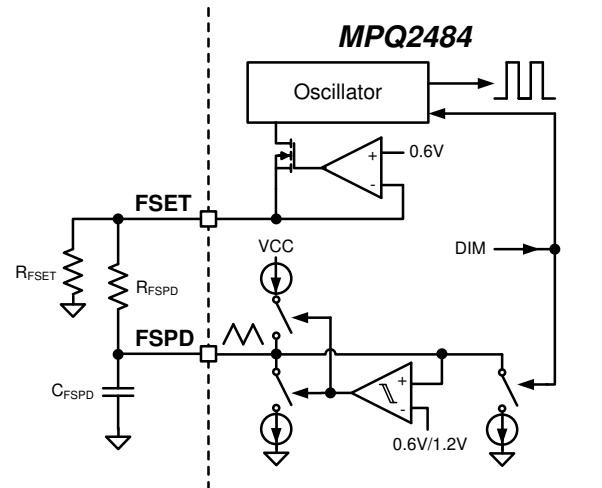 MPQ2484
Oscillator
+
0.6V
-
FSET
VCC
DIM
RFSET
RFSPD
FSPD
CFSPD
+
-
0.6V/1.2V